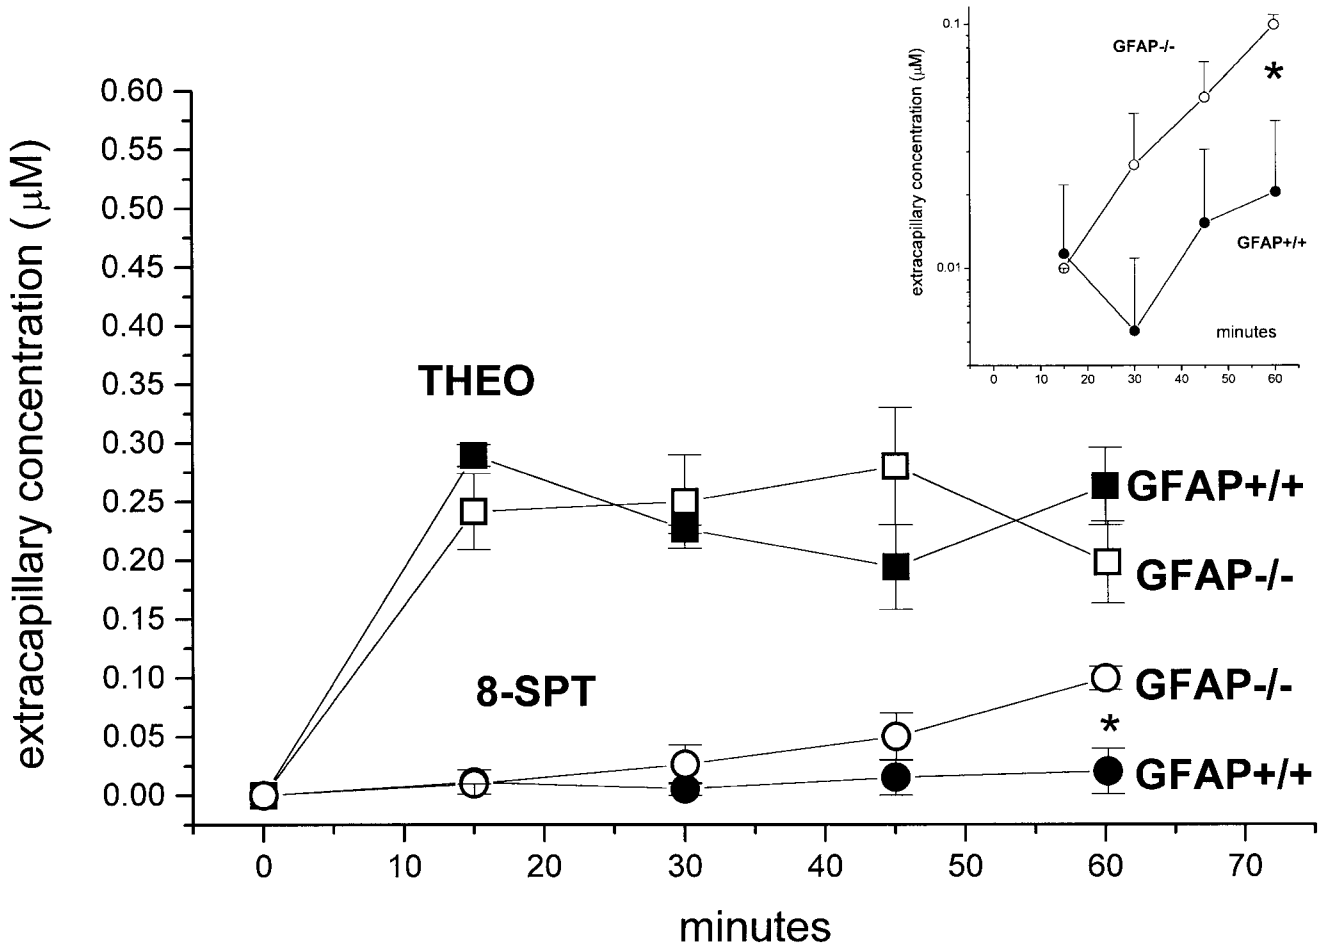 extracapillary concentration (μM)
0.60
0.55
0.50
0.45
0.40
0.35
0.30
0.25
0.20
0.15
0.10
0.05
0.00
THEO
8-SPT
GFAP+/+
GFAP-/-
GFAP-/-
*
GFAP+/+
0
10
20
30
40
50
60
70
minutes
extracapillary concentration (μM)
0.1
0.01
GFAP-/-
*
GFAP+/+
minutes
0
10
20
30
40
50
60